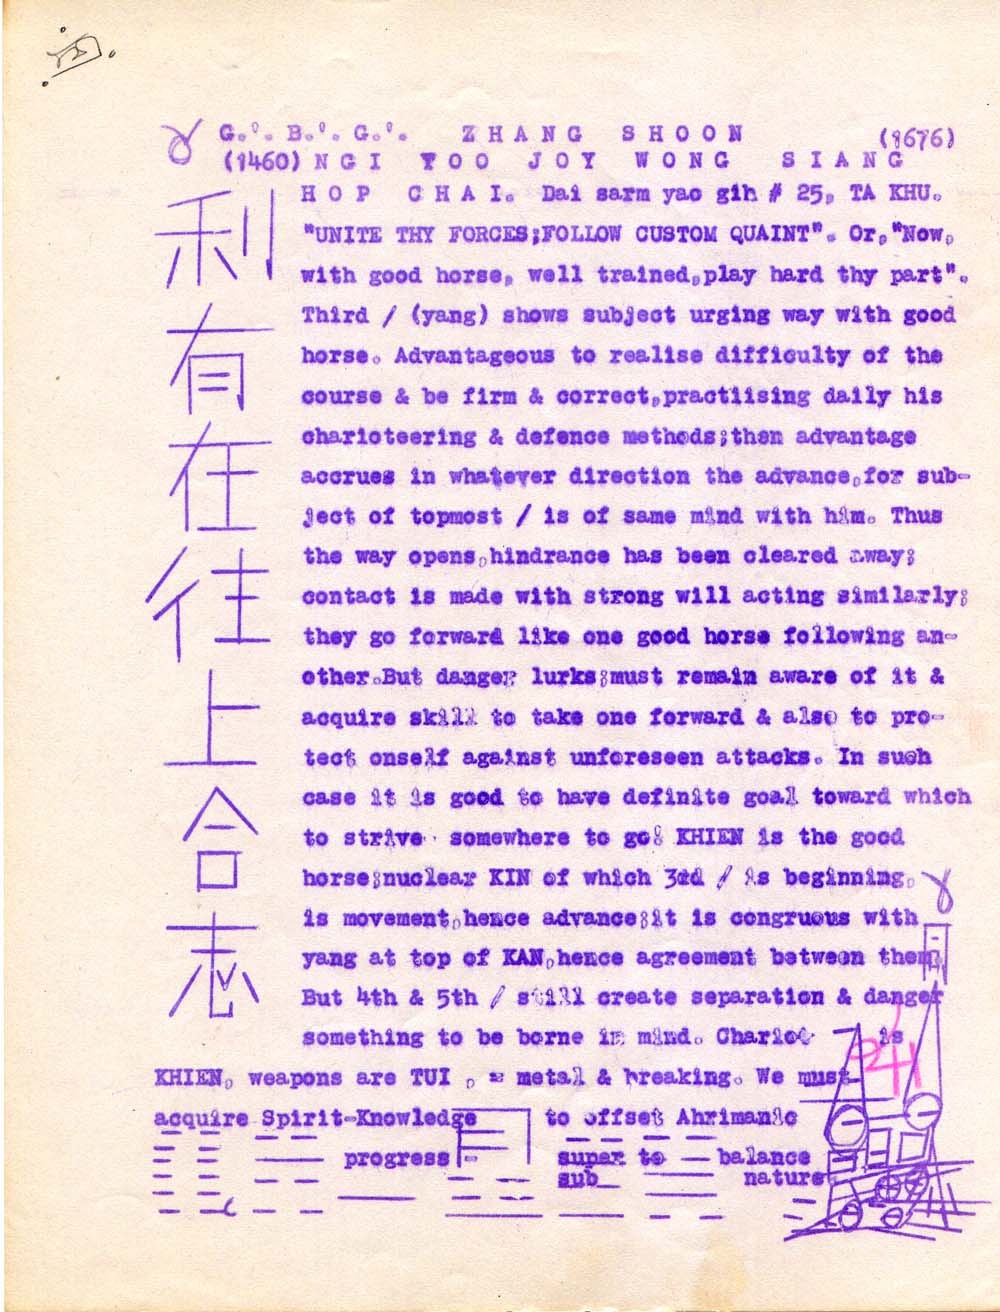 G.'. B.'. G.'. ZHANG SHOON (1676)
(1460) NGI YOO JOY WONG SIANG
HOP CHAI. Dai sarm yao gih # 25, TA KHU.
"UNITE THY FORCES;FOLLOW CUSTOM QUAINT". Or,"Now,
with good horse, well trained,play hard thy part".
Third / (yang) shows subject urging way with good
horse. Advantageous to realise difficulty of the
course & be firm & correct,practiising daily his
charioteering & defence methods;then advantage
accrues in whatever direction the advance,for sub-
ject of topmost / is of same mind with him. Thus
the way opens,hindrance has been cleared away;
contact is made with strong will acting similarly;
they go forward like one good horse following an-
other.But danger lurks;must remain aware of it &
acquire skill to take one forward & also to pro-
tect onself against unforeseen attacks. In such
case it is good to have definite goal toward which
to strive somewhere to go! KHIEN is the good
horse;nuclear KIN of which 3rd / is beginning,
is movement,hence advance;it is congruous with
yang at top of KAN,hence agreement between them
But 4th & 5th / still create separation & danger
something to be borne in mind. Chariot is
KHIEN, weapons are TUI , = metal & breaking. We must
acquire Spirit-Knowledge to offset Ahrimanic
progress super to balance
sub nature
利
有
在
往
上
合
志
24